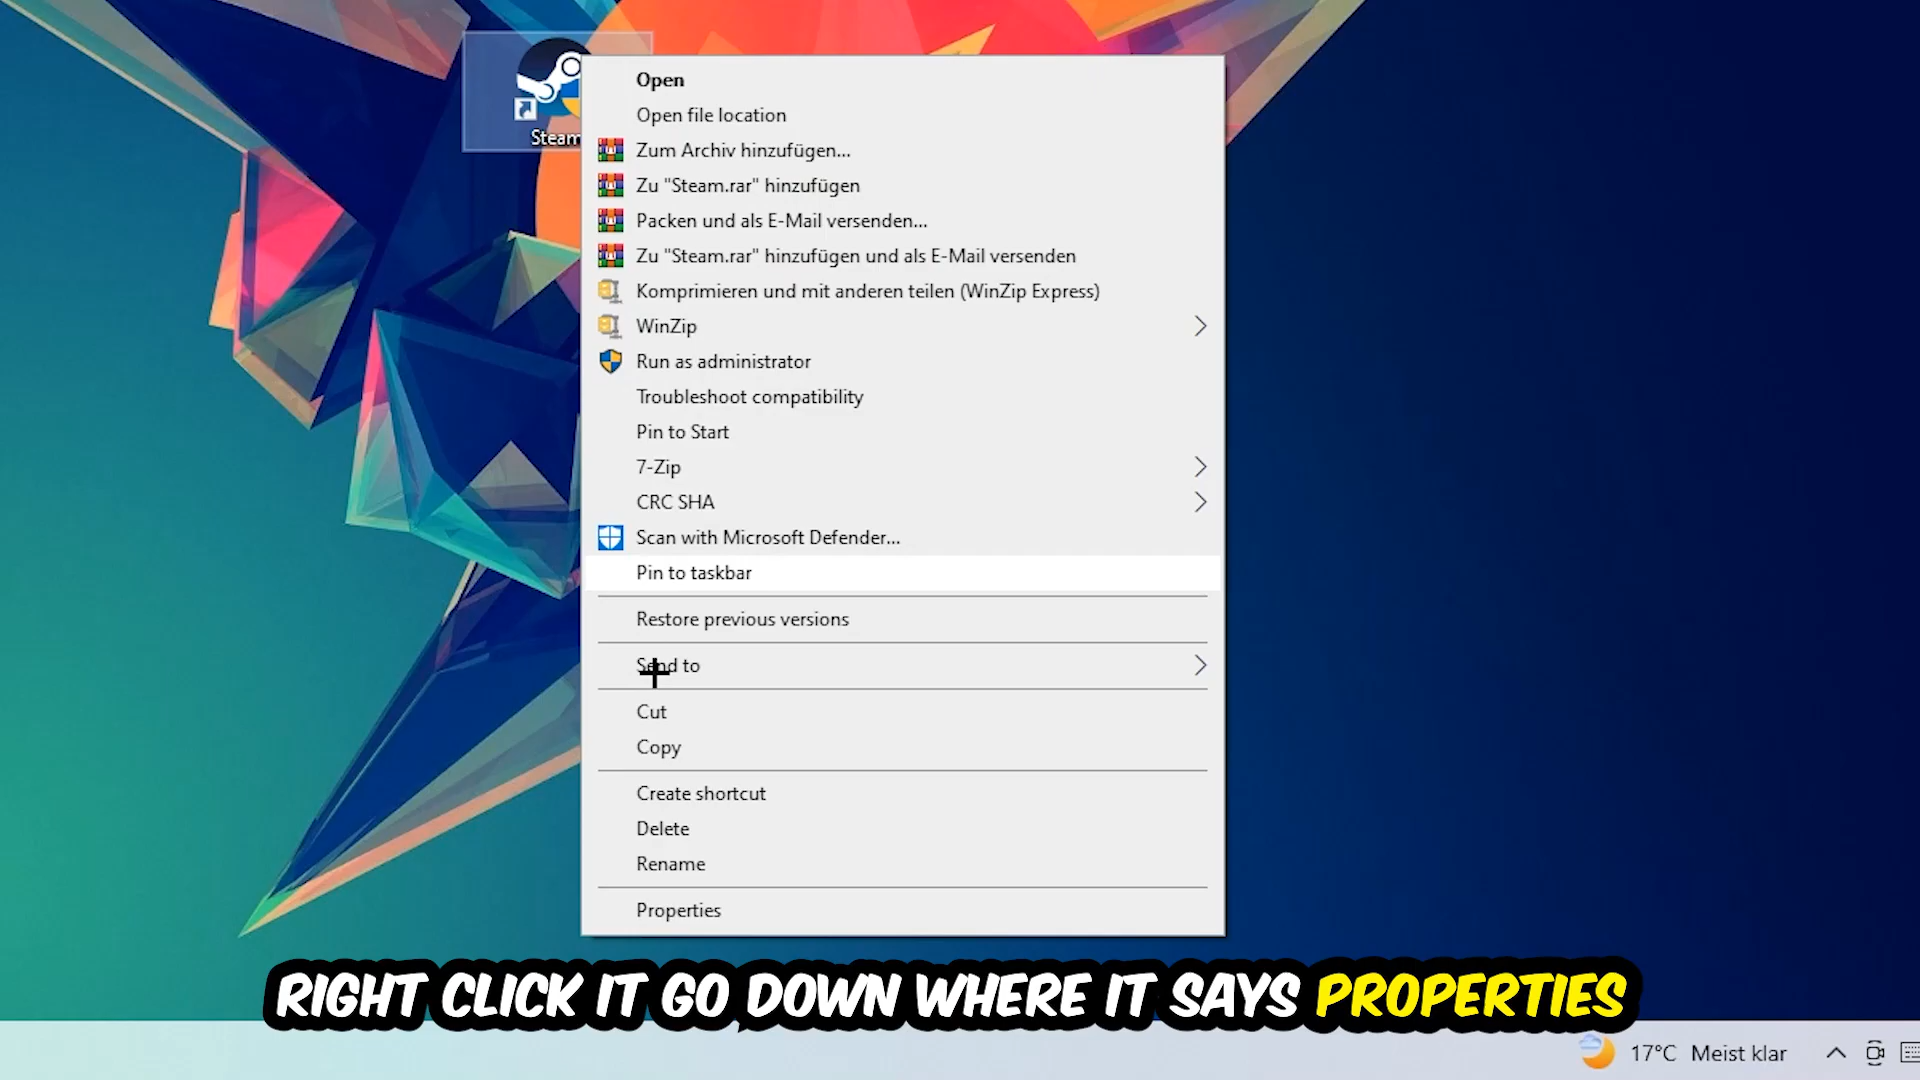 Steam
Open
Open file location
Zum Archiv hinzufügen...
Zu "Steam.rar" hinzufügen
Packen und als E-Mail versenden...
Zu "Steam.rar" hinzufügen und als E-Mail versenden
Komprimieren und mit anderen teilen (WinZip Express)
WinZip
Run as administrator
Troubleshoot compatibility
Pin to Start
7-Zip
CRC SHA
Scan with Microsoft Defender...
Pin to taskbar
Restore previous versions
Send to
Cut
Copy
Create shortcut
Delete
Rename
Properties
RIGHT CLICK IT GO DOWN WHERE IT SAYS PROPERTIES
17°C Meist klar